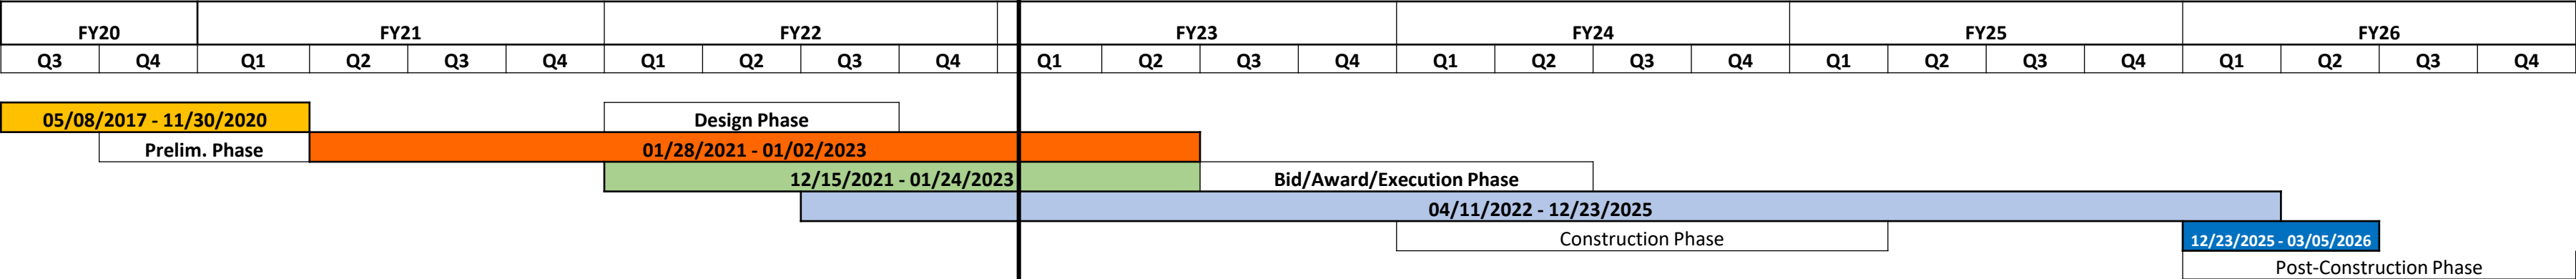 FY20 FY21 FY22 FY23 FY24 FY25 FY26
Q3 Q4 Q1 Q2 Q3 Q4 Q1 Q2 Q3 Q4 Q1 Q2 Q3 Q4 Q1 Q2 Q3 Q4 Q1 Q2 Q3 Q4 Q1 Q2 Q3 Q4
05/08/2017 - 11/30/2020 Design Phase
Prelim. Phase 01/28/2021 - 01/02/2023
12/15/2021 - 01/24/2023 Bid/Award/Execution Phase
04/11/2022 - 12/23/2025
Construction Phase 12/23/2025 - 03/05/2026
Post-Construction Phase